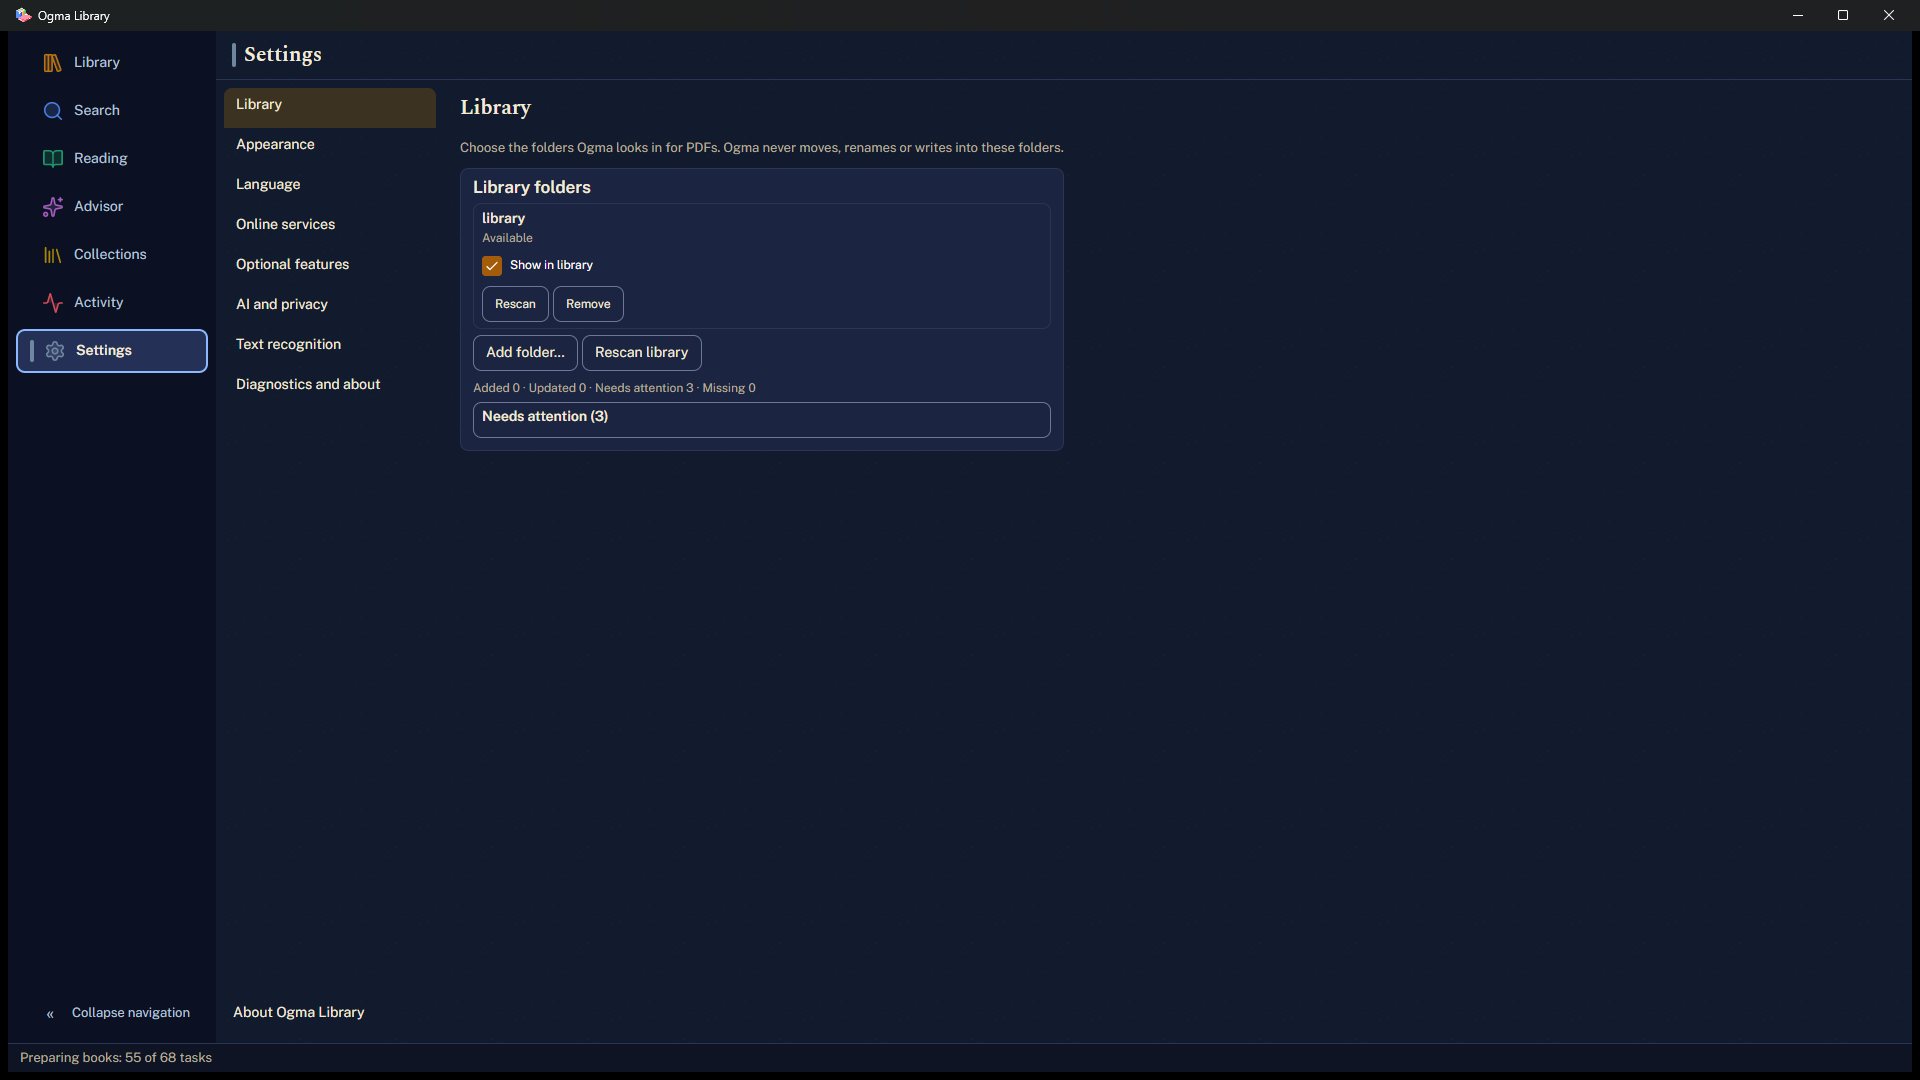 Ogma Library
Library
Search
Reading
Advisor
Collections
Activity
Settings
« Collapse navigation
Settings
Library
Appearance
Language
Online services
Optional features
AI and privacy
Text recognition
Diagnostics and about
About Ogma Library
Library
Choose the folders Ogma looks in for PDFs. Ogma never moves, renames or writes into these folders.
Library folders
library
Available
Show in library
Rescan Remove
Add folder... Rescan library
Added 0 · Updated 0 · Needs attention 3 · Missing 0
Needs attention (3)
Preparing books: 55 of 68 tasks